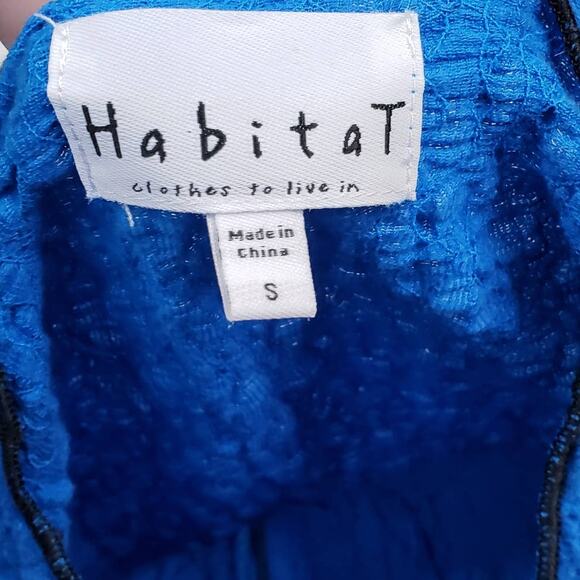 HabitaT
clothes to live in
Made in
China
S